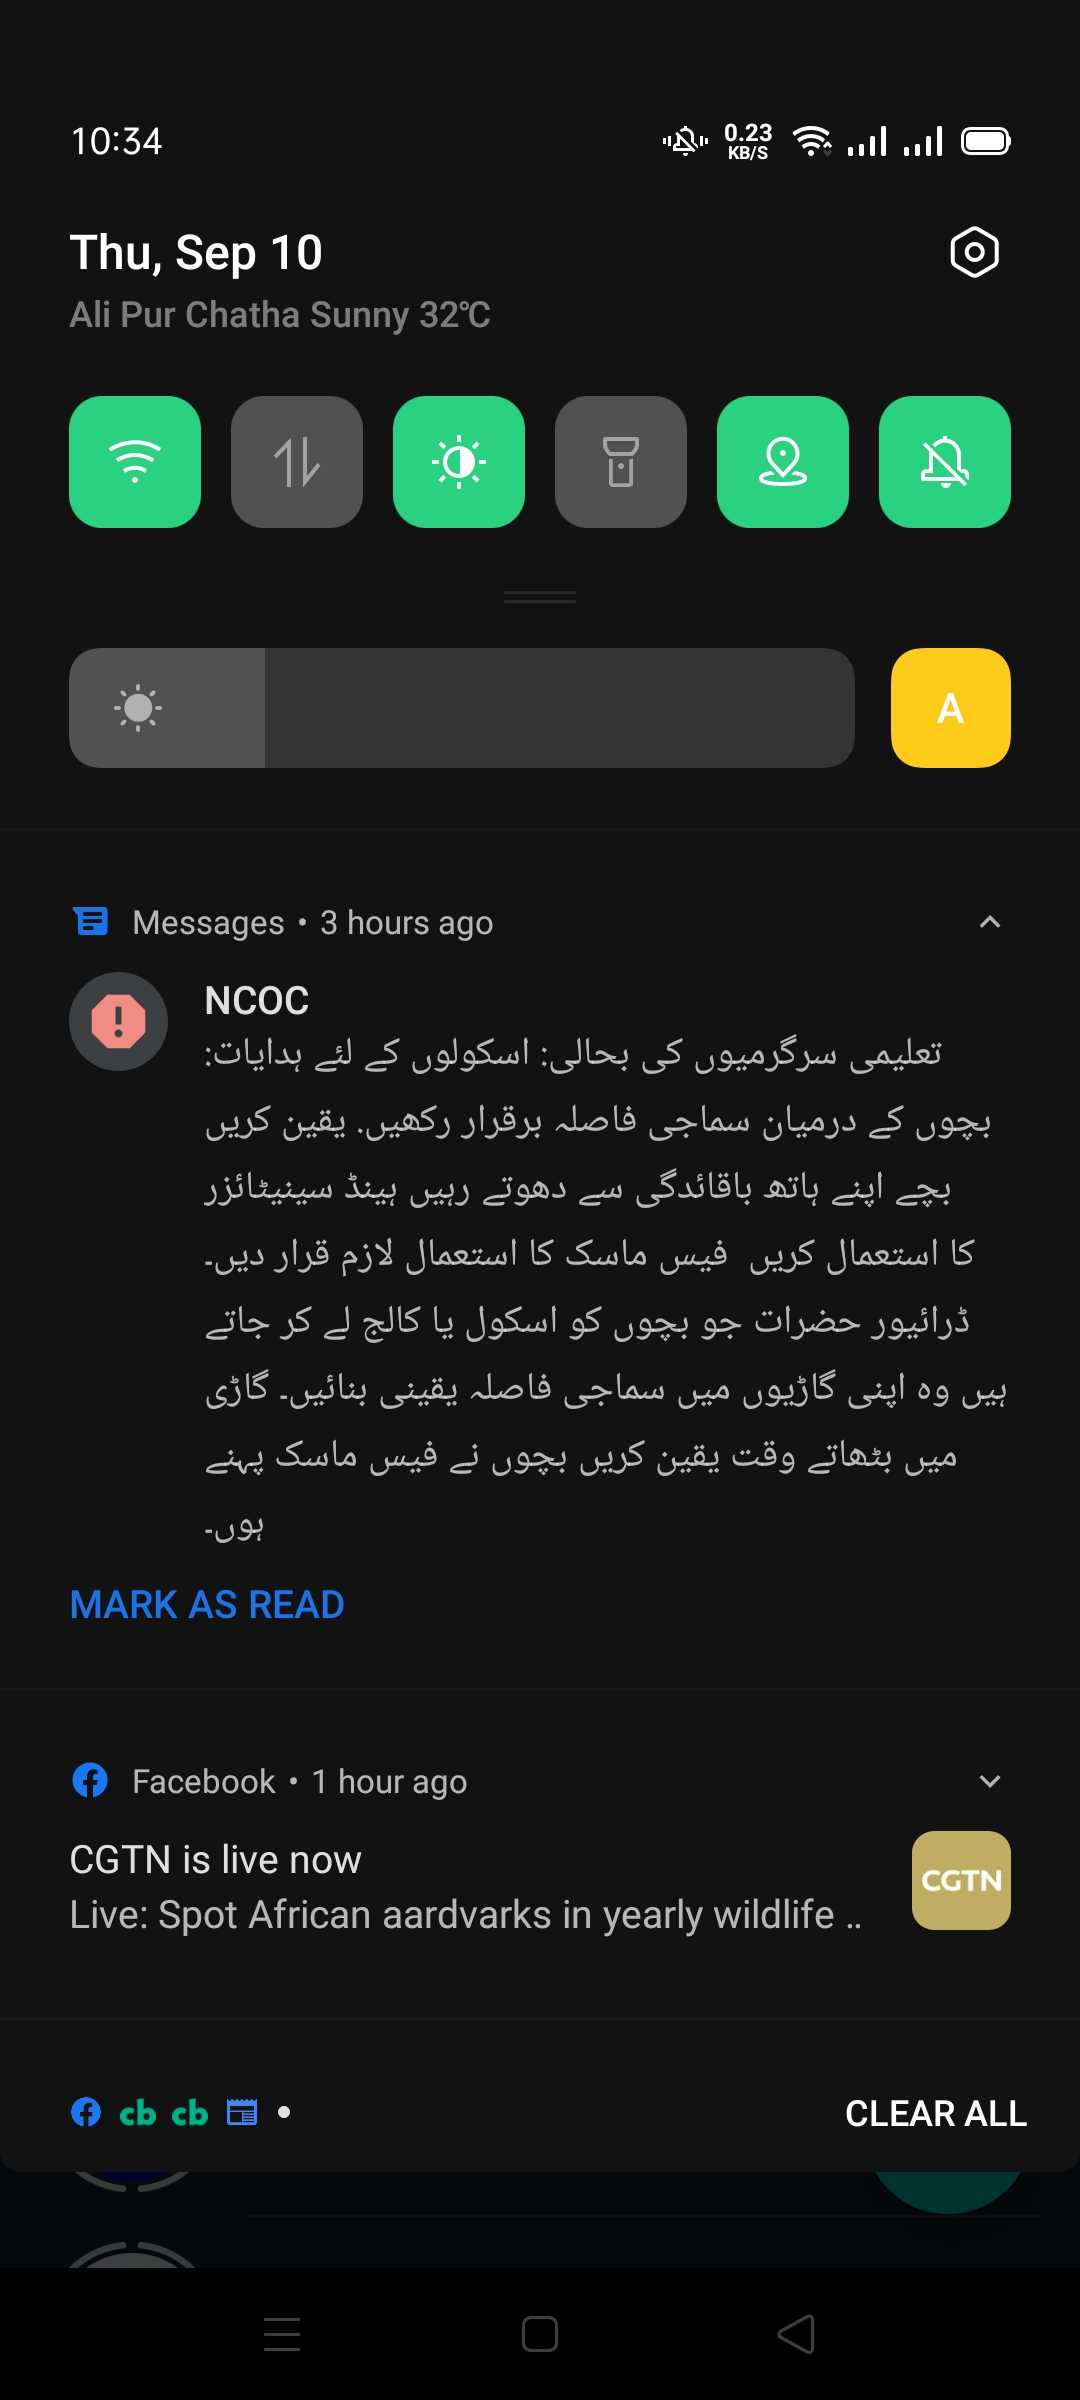 10:34
0.23
KB/S
Thu, Sep 10
Ali Pur Chatha Sunny 32℃
A
Messages • 3 hours ago
NCOC
تعلیمی سرگرمیوں کی بحالی: اسکولوں کے لئے ہدایات:
بچوں کے درمیان سماجی فاصلہ برقرار رکھیں. یقین کریں
بچے اپنے ہاتھ باقائدگی سے دھوتے رہیں ہینڈ سینیٹائزر
کا استعمال کریں  فیس ماسک کا استعمال لازم قرار دیں۔
ڈرائیور حضرات جو بچوں کو اسکول یا کالج لے کر جاتے
ہیں وہ اپنی گاڑیوں میں سماجی فاصلہ یقینی بنائیں۔ گاڑی
میں بٹھاتے وقت یقین کریں بچوں نے فیس ماسک پہنے
ہوں۔
MARK AS READ
Facebook • 1 hour ago
CGTN is live now
CGTN
Live: Spot African aardvarks in yearly wildlife ..
cb cb
CLEAR ALL